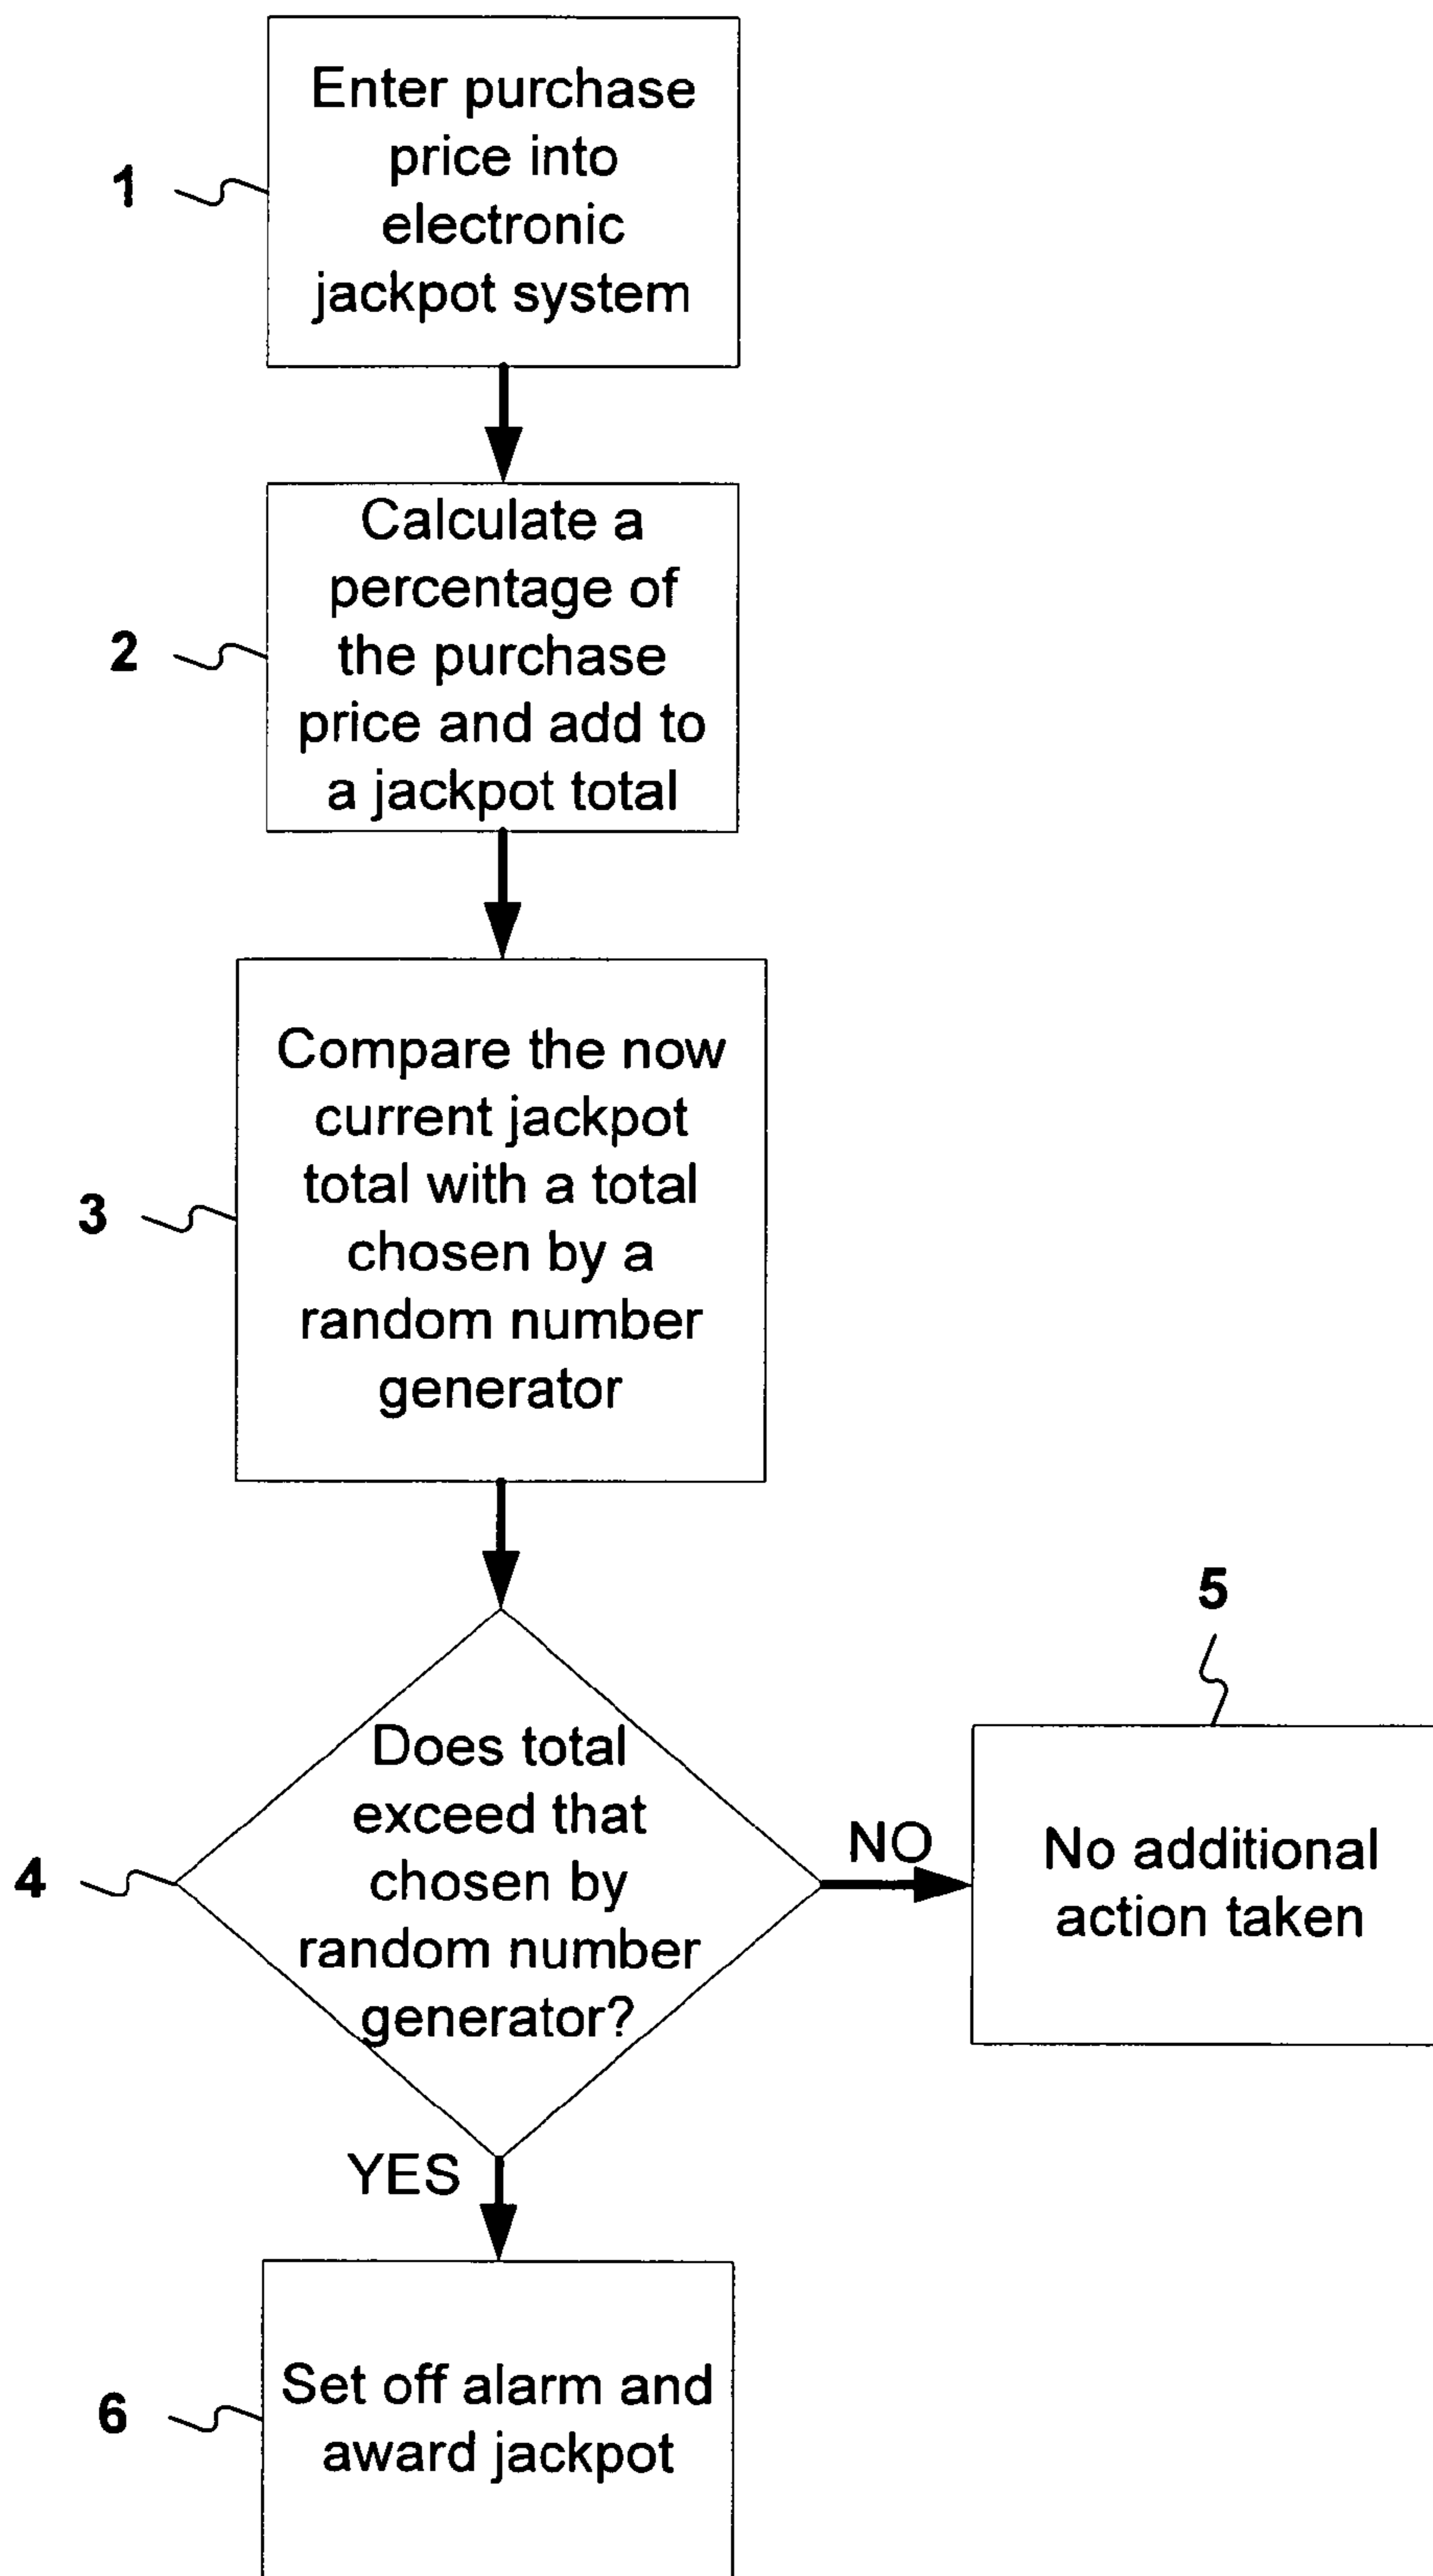 1
Enter purchase
price into
electronic
jackpot system
2
Calculate a
percentage of
the purchase
price and add to
a jackpot total
3
Compare the now
current jackpot
total with a total
chosen by a
random number
generator
4
Does total
exceed that
chosen by
random number
generator?
NO
5
No additional
action taken
YES
6
Set off alarm and
award jackpot